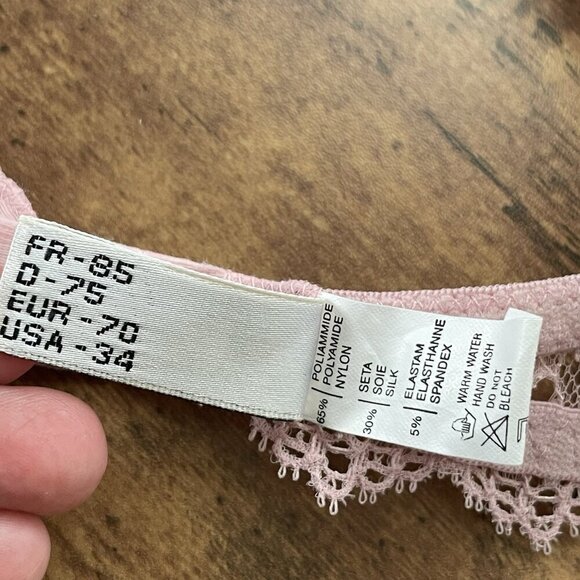 FR-85
D-75
EUR-70
USA-34
65%
POLIAMMIDE
POLYAMIDE
NYLON
30%
SETA
SOIE
SILK
5%
ELASTAM
ELASTHANNE
SPANDEX
WARM WATER
HAND WASH
DO NOT
BLEACH